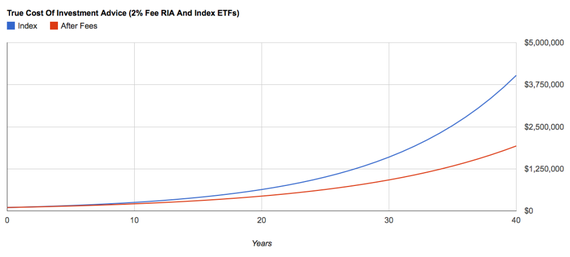 True Cost Of Investment Advice (2% Fee RIA And Index ETFs)
Index After Fees
$5,000,000
$3,750,000
$2,500,000
$1,250,000
$0
0 10 20 30 40
Years